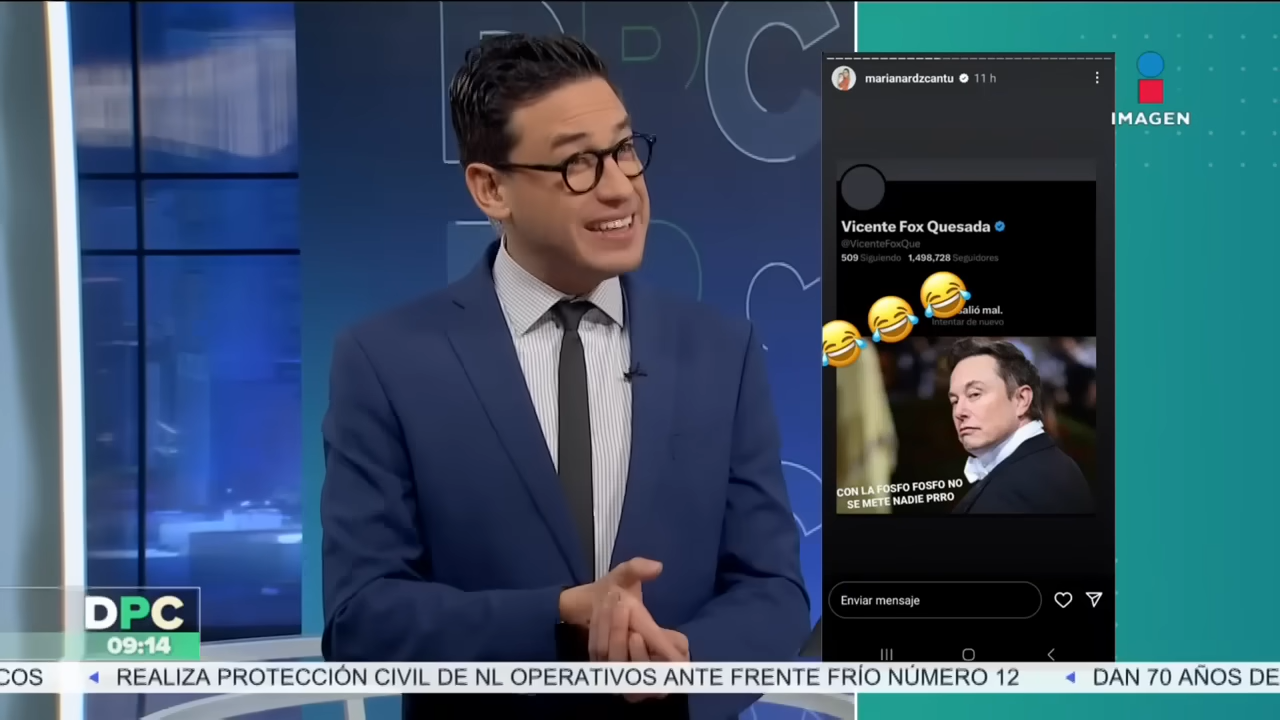 marianardzcantu 11 h
IMAGEN
Vicente Fox Quesada
@VicenteFoxQue
509 Siguiendo 1,498,728 Seguidores
salió mal.
Intentar de nuevo
CON LA FOSFO FOSFO NO
SE METE NADIE PRRO
Enviar mensaje
DPC
09:14
COS ◄ REALIZA PROTECCIÓN CIVIL DE NL OPERATIVOS ANTE FRENTE FRÍO NÚMERO 12 ◄ DAN 70 AÑOS DE
DPC